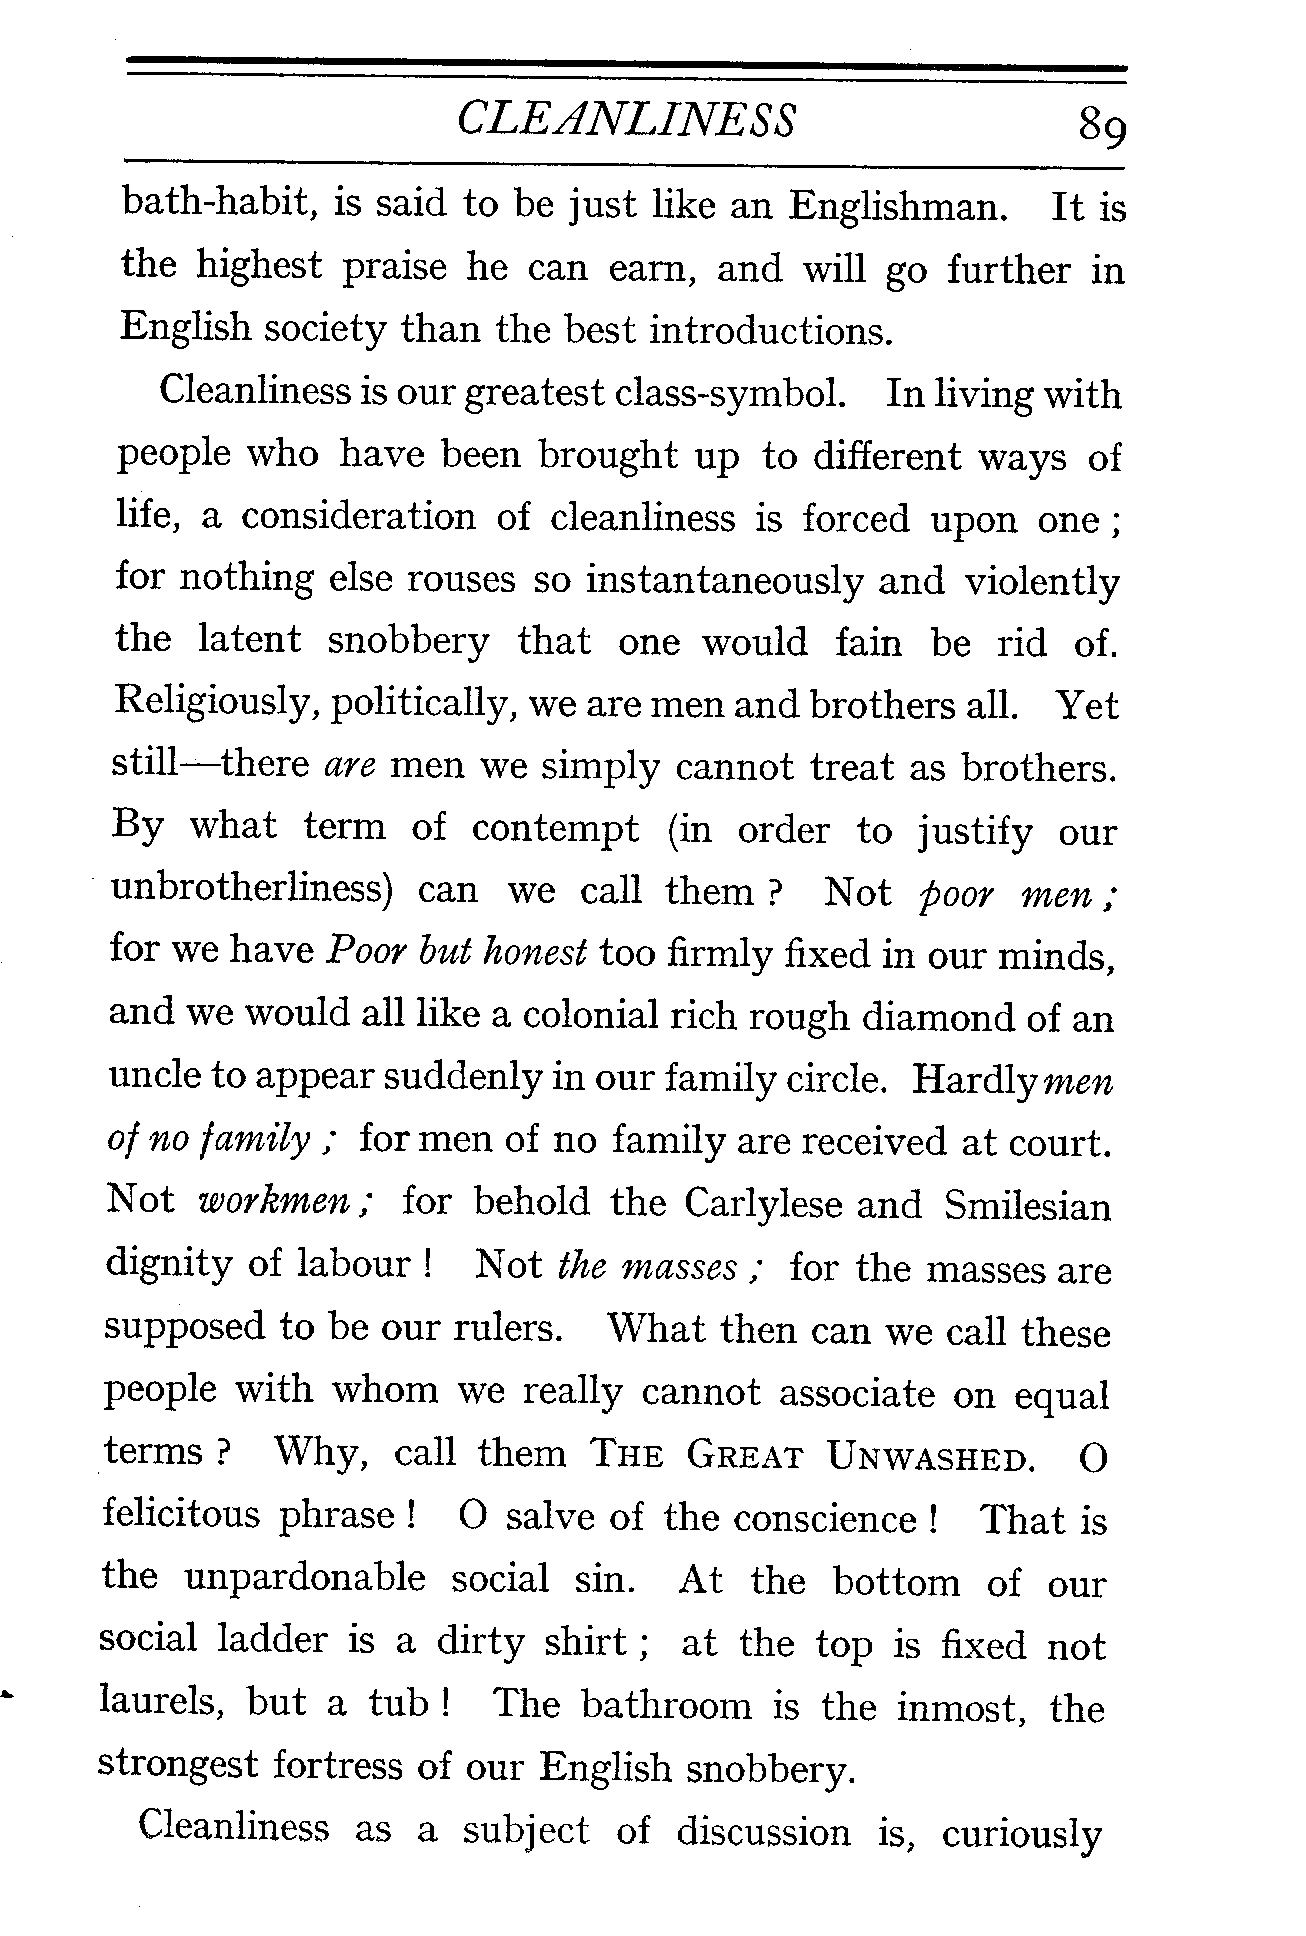 CLEANLINESS 89
bath-habit, is said to be just like an Englishman. It is
the highest praise he can earn, and will go further in
English society than the best introductions.
Cleanliness is our greatest class-symbol. In living with
people who have been brought up to different ways of
life, a consideration of cleanliness is forced upon one ;
for nothing else rouses so instantaneously and violently
the latent snobbery that one would fain be rid of.
Religiously, politically, we are men and brothers all. Yet
still—there are men we simply cannot treat as brothers.
By what term of contempt (in order to justify our
unbrotherliness) can we call them ? Not poor men ;
for we have Poor but honest too firmly fixed in our minds,
and we would all like a colonial rich rough diamond of an
uncle to appear suddenly in our family circle. Hardly men
of no family ; for men of no family are received at court.
Not workmen ; for behold the Carlylese and Smilesian
dignity of labour ! Not the masses ; for the masses are
supposed to be our rulers. What then can we call these
people with whom we really cannot associate on equal
terms ? Why, call them THE GREAT UNWASHED. O
felicitous phrase ! O salve of the conscience ! That is
the unpardonable social sin. At the bottom of our
social ladder is a dirty shirt ; at the top is fixed not
laurels, but a tub ! The bathroom is the inmost, the
strongest fortress of our English snobbery.
Cleanliness as a subject of discussion is, curiously